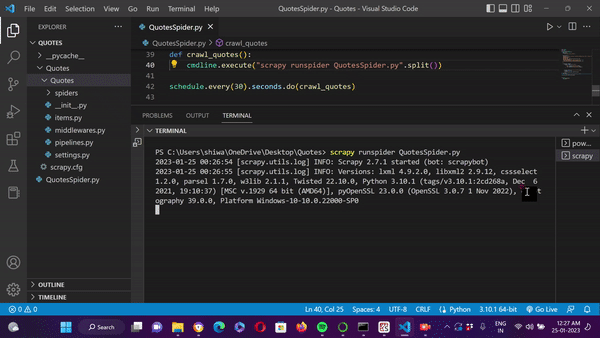 File Edit Selection View Go Run Terminal Help QuotesSpider.py - Quotes - Visual Studio Code
EXPLORER
QuotesSpider.py
QUOTES
QuotesSpider.py > crawl_quotes
__pycache__
Quotes
Quotes
spiders
__init__.py
items.py
middlewares.py
pipelines.py
settings.py
scrapy.cfg
QuotesSpider.py
39 def crawl_quotes():
40 cmdline.execute("scrapy runspider QuotesSpider.py".split())
41
42 schedule.every(30).seconds.do(crawl_quotes)
43
PROBLEMS OUTPUT TERMINAL
TERMINAL
PS C:\Users\shiwa\OneDrive\Desktop\Quotes> scrapy runspider QuotesSpider.py
2023-01-25 00:26:54 [scrapy.utils.log] INFO: Scrapy 2.7.1 started (bot: scrapybot)
2023-01-25 00:26:55 [scrapy.utils.log] INFO: Versions: lxml 4.9.2.0, libxml2 2.9.12, cssselect
1.2.0, parsel 1.7.0, w3lib 2.1.1, Twisted 22.10.0, Python 3.10.1 (tags/v3.10.1:2cd268a, Dec 6
2021, 19:10:37) [MSC v.1929 64 bit (AMD64)], pyOpenSSL 23.0.0 (OpenSSL 3.0.7 1 Nov 2022), t
ography 39.0.0, Platform Windows-10-10.0.22000-SP0
pow...
scrapy
OUTLINE
TIMELINE
0 0 Ln 40, Col 25 Spaces: 4 UTF-8 CRLF Python 3.10.1 64-bit Go Live
Search
ENG
IN
12:27 AM
25-01-2023